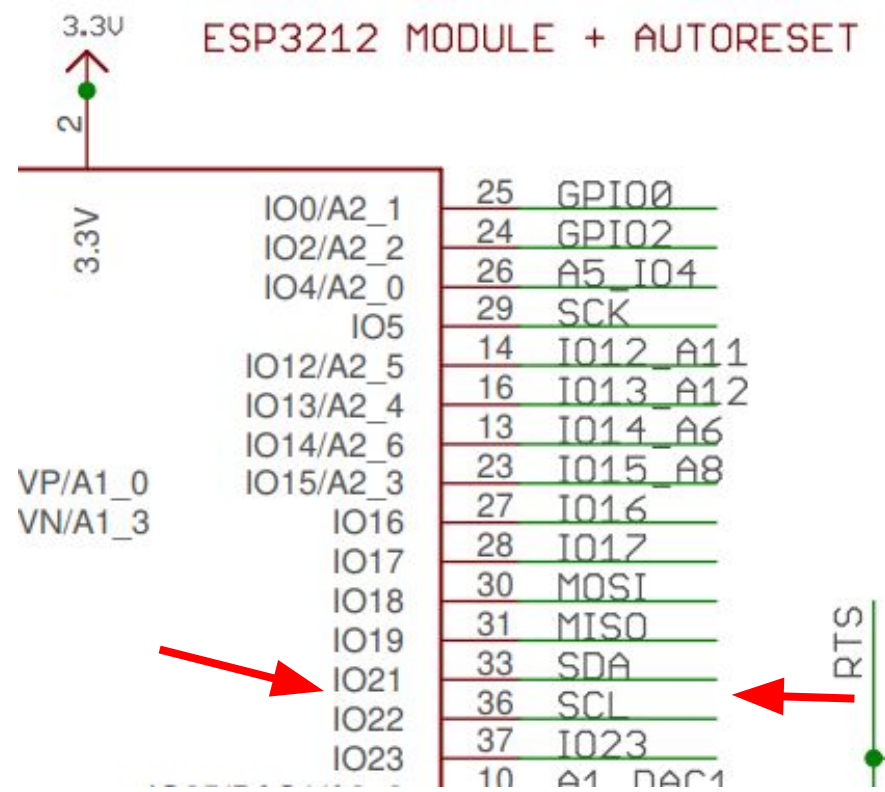 3.3V
ESP3212 MODULE + AUTORESET
2
3.3V
IO0/A2_1 25 GPIO0
IO2/A2_2 24 GPIO2
IO4/A2_0 26 A5_IO4
IO5 29 SCK
IO12/A2_5 14 IO12_A11
IO13/A2_4 16 IO13_A12
IO14/A2_6 13 IO14_A6
VP/A1_0 IO15/A2_3 23 IO15_A8
VN/A1_3 IO16 27 IO16
IO17 28 IO17
IO18 30 MOSI
IO19 31 MISO
RTS
IO21 33 SDA
IO22 36 SCL
IO23 37 IO23
10 A1_DAC1